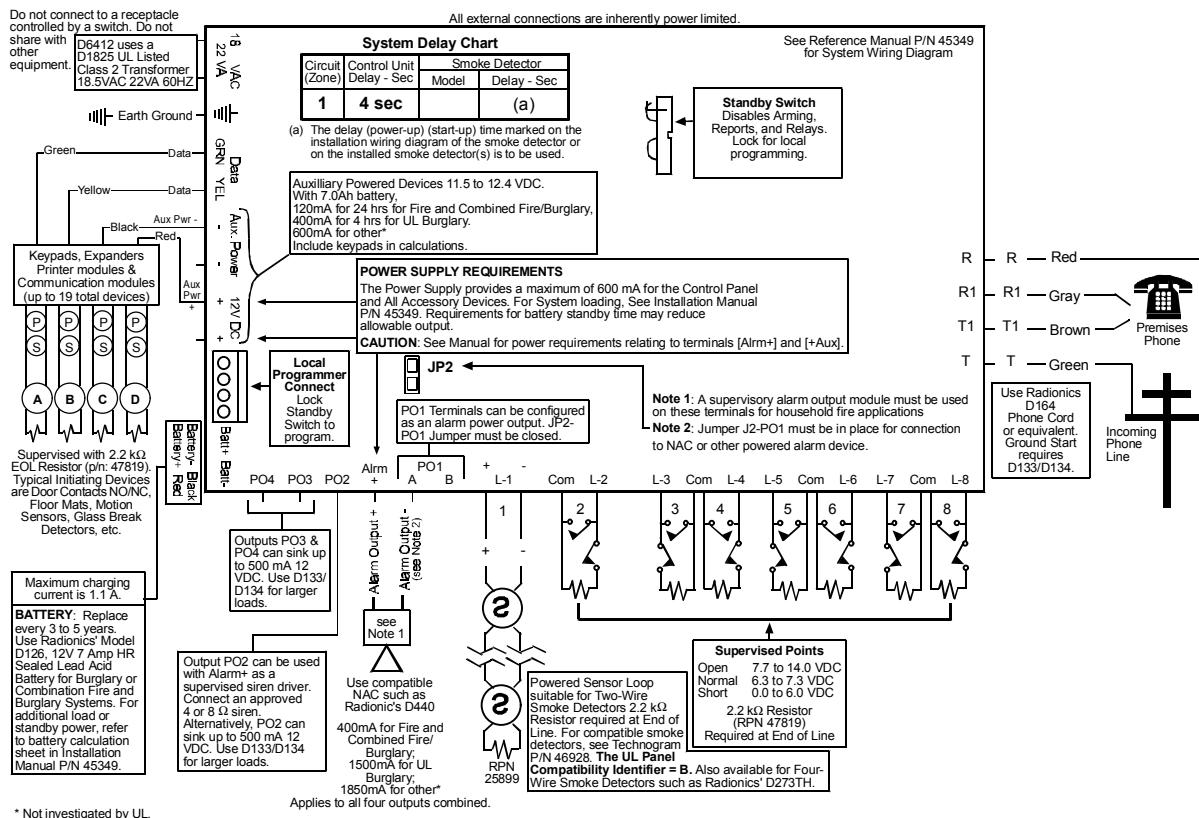 Do not connect to a receptacle
controlled by a switch. Do not
share with
other
equipment.
D6412 uses a
D1825 UL Listed
Class 2 Transformer
18.5VAC 22VA 60HZ
All external connections are inherently power limited.
18 VAC
22 VA
System Delay Chart
Circuit (Zone)
Control Unit Delay - Sec
Smoke Detector
Model
Delay - Sec
1
4 sec
(a)
(a) The delay (power-up) (start-up) time marked on the
installation wiring diagram of the smoke detector or
on the installed smoke detector(s) is to be used.
See Reference Manual P/N 45349
for System Wiring Diagram
Standby Switch
Disables Arming,
Reports, and Relays.
Lock for local
programming.
Earth Ground
Green
Data
Yellow
Data
Black
Aux Pwr -
Red
Aux
Pwr
+
GRN Data YEL
- Aux. Power -
+ 12V DC +
Auxilliary Powered Devices 11.5 to 12.4 VDC.
With 7.0Ah battery,
120mA for 24 hrs for Fire and Combined Fire/Burglary,
400mA for 4 hrs for UL Burglary.
600mA for other*
Include keypads in calculations.
Keypads, Expanders
Printer modules &
Communication modules
(up to 19 total devices)
P P P P
S S S S
A B C D
Supervised with 2.2 kΩ
EOL Resistor (p/n: 47819).
Typical Initiating Devices
are Door Contacts NO/NC,
Floor Mats, Motion
Sensors, Glass Break
Detectors, etc.
POWER SUPPLY REQUIREMENTS
The Power Supply provides a maximum of 600 mA for the Control Panel
and All Accessory Devices. For System loading, See Installation Manual
P/N 45349. Requirements for battery standby time may reduce
allowable output.
CAUTION: See Manual for power requirements relating to terminals [Alrm+] and [+Aux].
R R Red
R1 R1 Gray
T1 T1 Brown
T T Green
Premises
Phone
Incoming
Phone
Line
Use Radionics
D164
Phone Cord
or equivalent.
Ground Start
requires
D133/D134.
Local
Programmer
Connect
Lock
Standby
Switch to
program.
JP2
PO1 Terminals can be configured
as an alarm power output. JP2-
PO1 Jumper must be closed.
Note 1: A supervisory alarm output module must be used
on these terminals for household fire applications
Note 2: Jumper J2-PO1 must be in place for connection
to NAC or other powered alarm device.
Batt+ Batt-
Battery- Black
Battery+ Red
PO4 PO3 PO2
Alrm
+
PO1
A B
+ -
L-1
Com L-2
L-3 Com L-4
L-5 Com L-6
L-7 Com L-8
1 2 3 4 5 6 7 8
+ -
S
S
Outputs PO3 &
PO4 can sink up
to 500 mA 12
VDC. Use D133/
D134 for larger
loads.
Alarm Output +
Alarm Output -
(see Note 2)
see
Note 1
Maximum charging
current is 1.1 A.
BATTERY: Replace
every 3 to 5 years.
Use Radionics' Model
D126, 12V 7 Amp HR
Sealed Lead Acid
Battery for Burglary or
Combination Fire and
Burglary Systems. For
additional load or
standby power, refer
to battery calculation
sheet in Installation
Manual P/N 45349.
Output PO2 can be used
with Alarm+ as a
supervised siren driver.
Connect an approved
4 or 8 Ω siren.
Alternatively, PO2 can
sink up to 500 mA 12
VDC. Use D133/D134
for larger loads.
Use compatible
NAC such as
Radionic's D440
400mA for Fire and
Combined Fire/
Burglary;
1500mA for UL
Burglary;
1850mA for other*
Applies to all four outputs combined.
RPN
25899
Powered Sensor Loop
suitable for Two-Wire
Smoke Detectors 2.2 kΩ
Resistor required at End of
Line. For compatible smoke
detectors, see Technogram
P/N 46928. The UL Panel
Compatibility Identifier = B. Also available for Four-
Wire Smoke Detectors such as Radionics' D273TH.
Supervised Points
Open 7.7 to 14.0 VDC
Normal 6.3 to 7.3 VDC
Short 0.0 to 6.0 VDC
2.2 kΩ Resistor
(RPN 47819)
Required at End of Line
* Not investigated by UL.